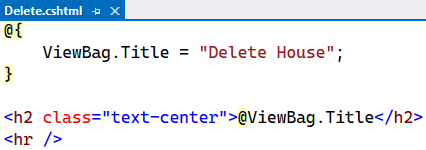 Delete.cshtml
@{
    ViewBag.Title = "Delete House";
}
<h2 class="text-center">@ViewBag.Title</h2>
<hr />